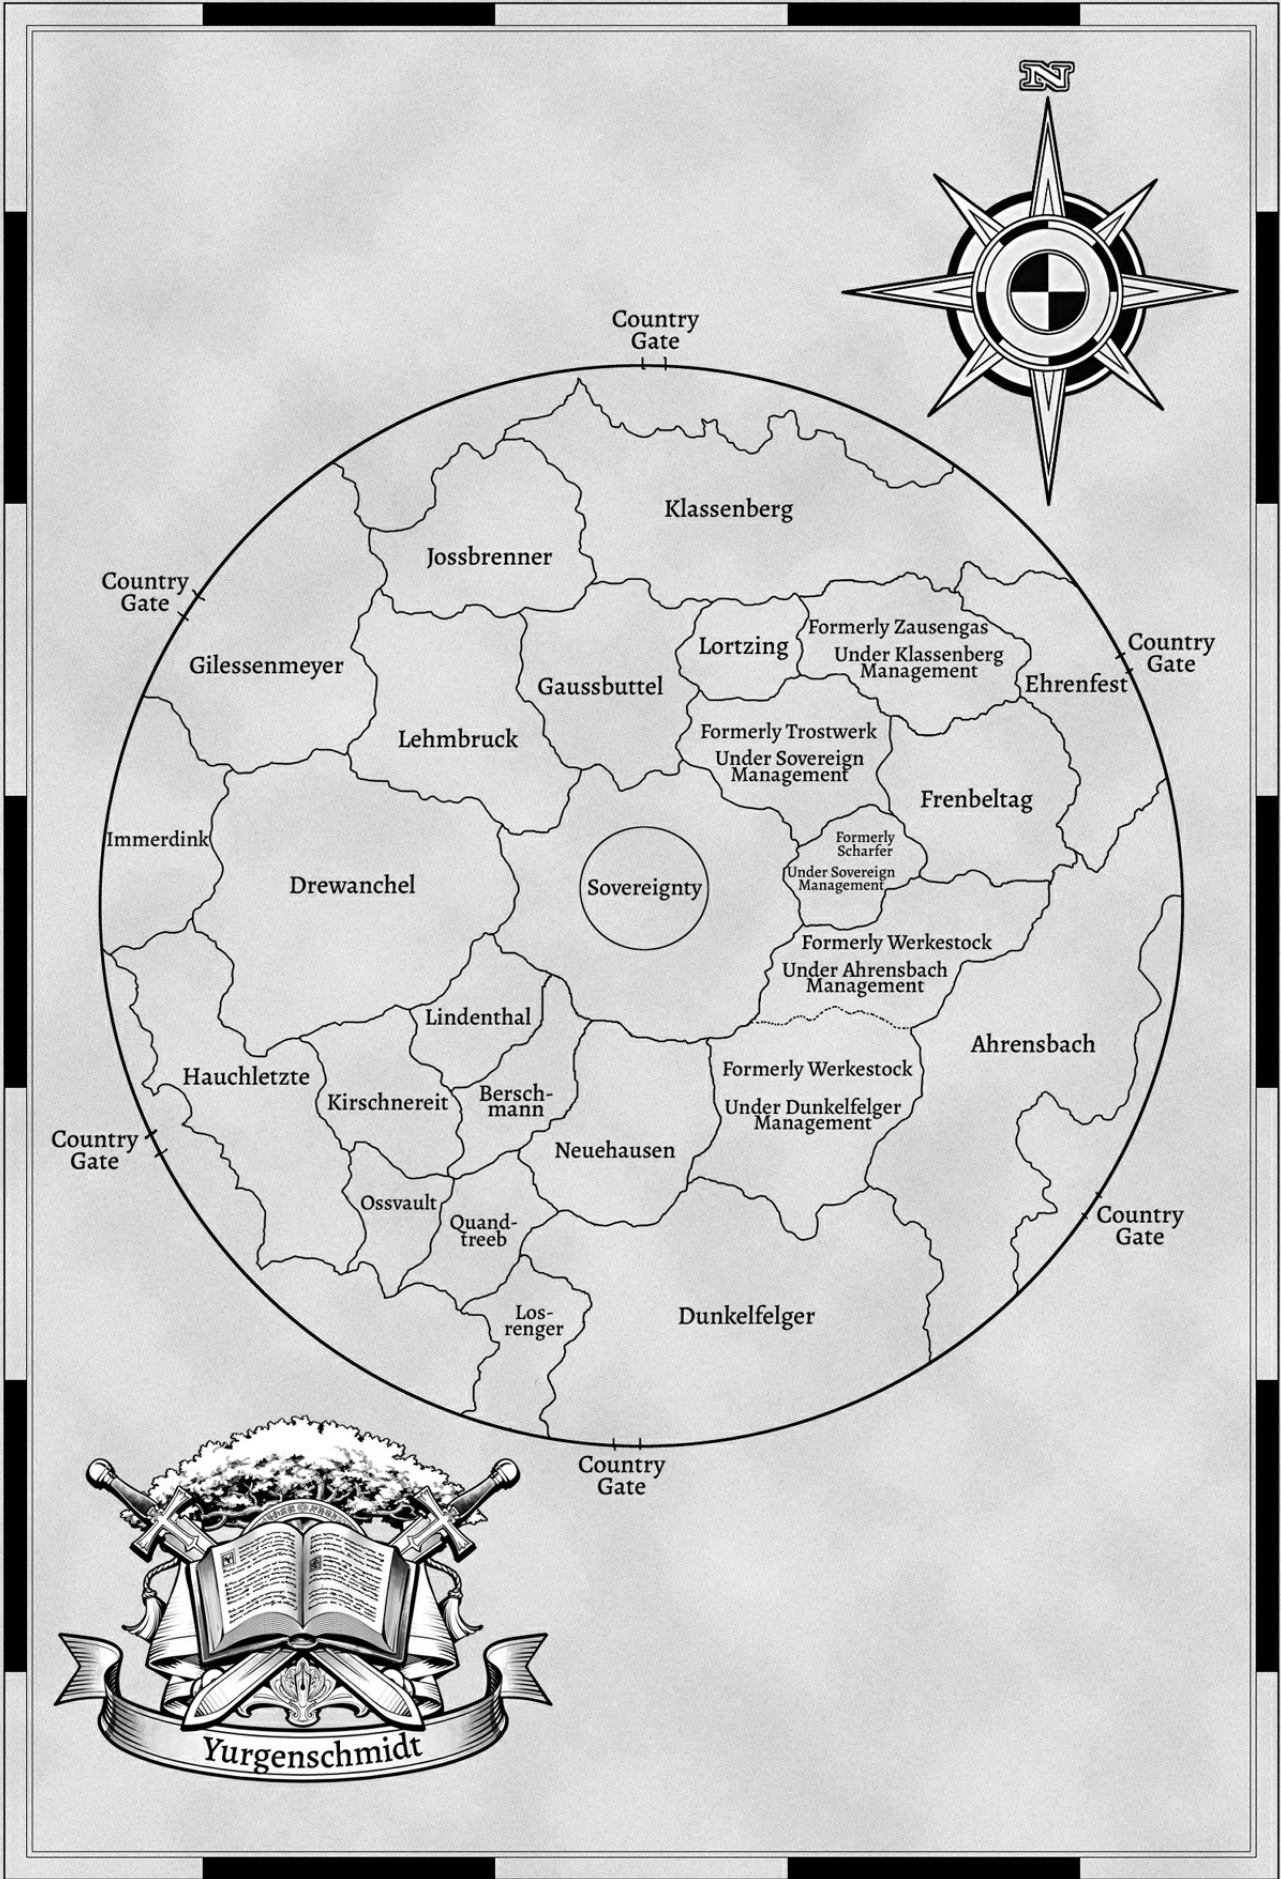 N
Country
Gate
Klassenberg
Jossbrenner
Country
Gate
Gilessenmeyer
Lehmbruck
Gaussbuttel
Lortzing
Formerly Zausengas
Under Klassenberg
Management
Country
Gate
Ehrenfest
Formerly Trostwerk
Under Sovereign
Management
Frenbeltag
Immerdink
Drewanchel
Sovereignty
Formerly
Scharfer
Under Sovereign
Management
Formerly Werkestock
Under Ahrensbach
Management
Lindenthal
Ahrensbach
Hauchletzte
Kirschnereit
Bersch-
mann
Formerly Werkestock
Under Dunkelfelger
Management
Country
Gate
Neuehausen
Ossvault
Quand-
treeb
Country
Gate
Los-
renger
Dunkelfelger
Country
Gate
Yurgenschmidt